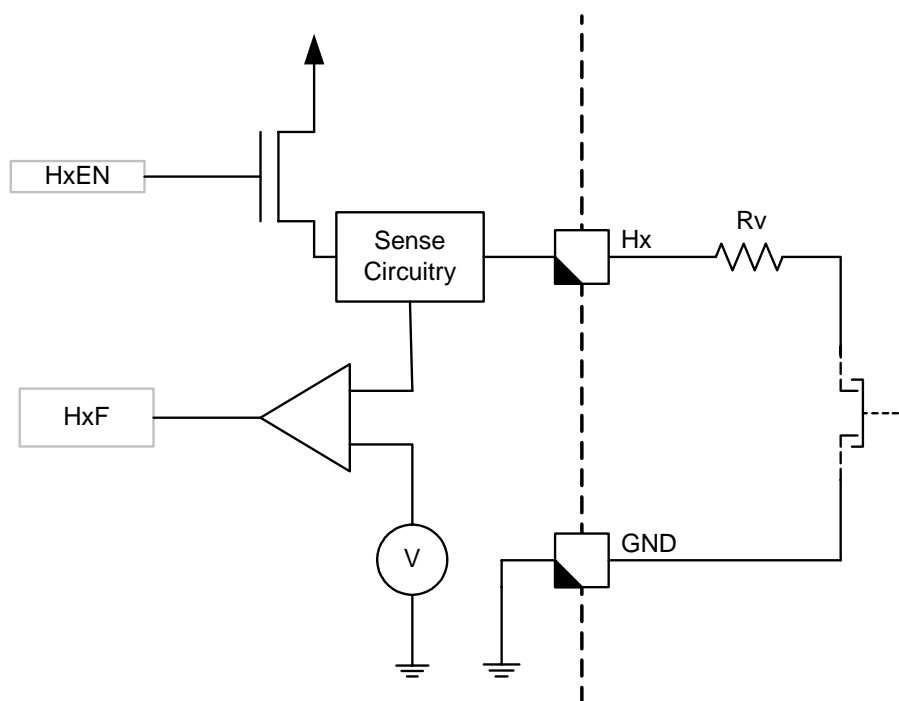 HxEN
Sense
Circuitry
Hx
Rv
HxF
V
GND